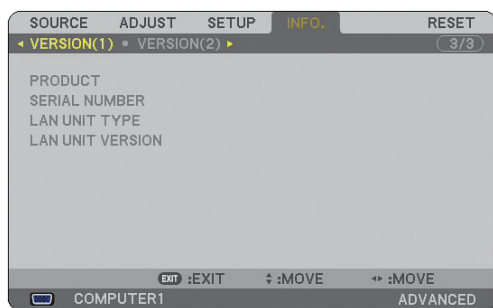 SOURCE ADJUST SETUP INFO. RESET
VERSION(1) VERSION(2) 3/3
PRODUCT
SERIAL NUMBER
LAN UNIT TYPE
LAN UNIT VERSION
EXIT :EXIT :MOVE :MOVE
COMPUTER1 ADVANCED